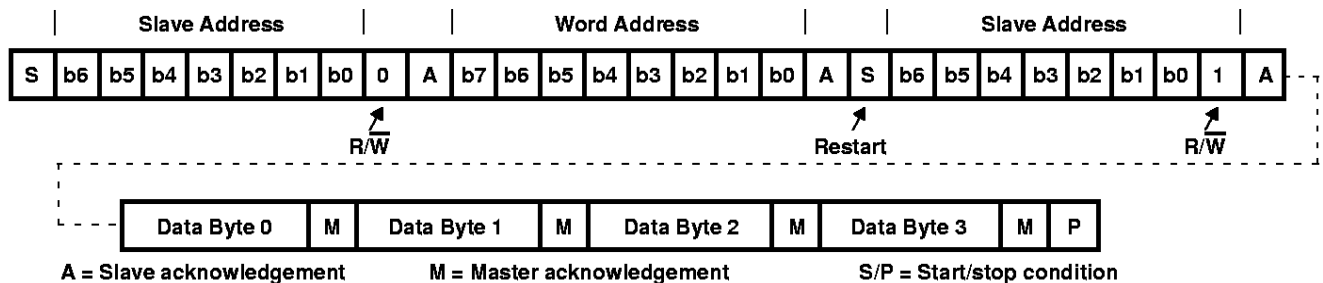 Slave Address Word Address Slave Address
S b6 b5 b4 b3 b2 b1 b0 0 A b7 b6 b5 b4 b3 b2 b1 b0 A S b6 b5 b4 b3 b2 b1 b0 1 A
R/W̅ Restart R/W̅
Data Byte 0 M Data Byte 1 M Data Byte 2 M Data Byte 3 M P
A = Slave acknowledgement M = Master acknowledgement S/P = Start/stop condition